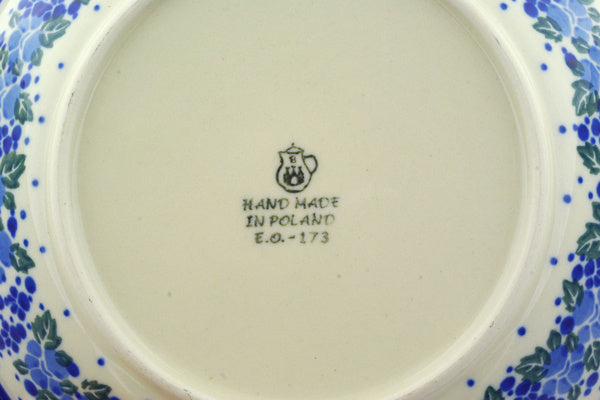 B
HAND MADE
IN POLAND
E.O.-173